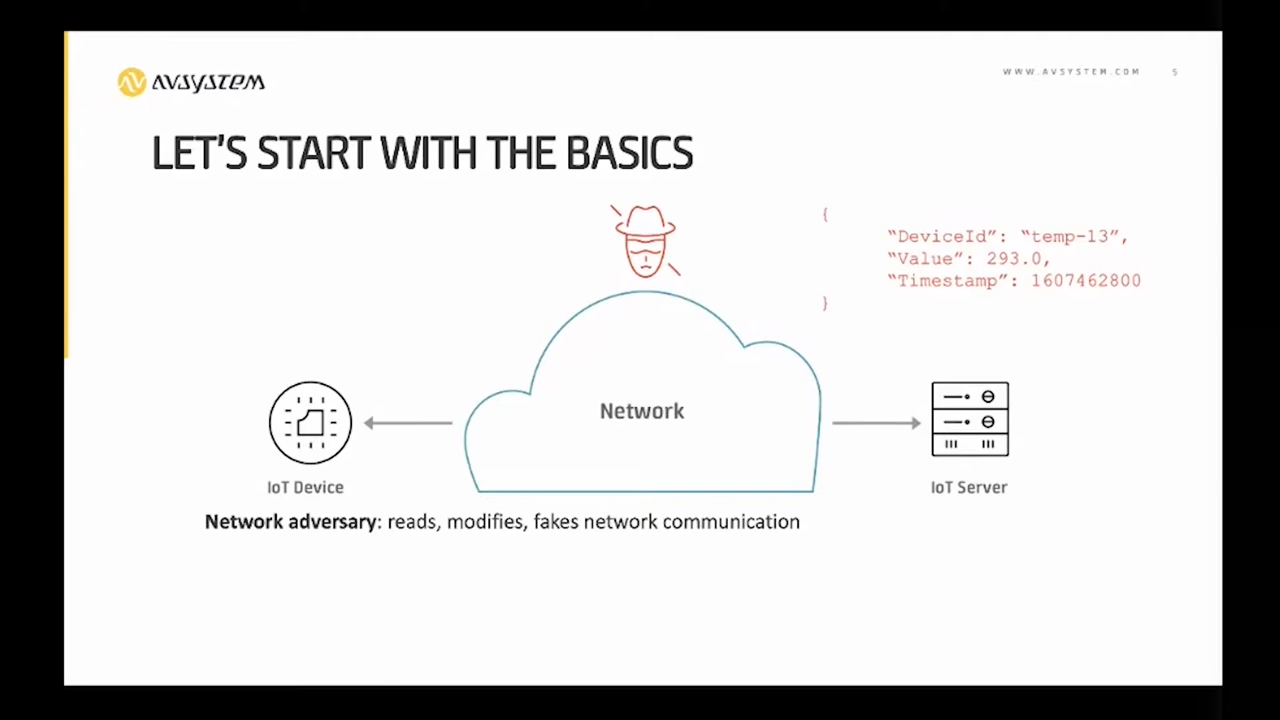 AVSYSTEM
WWW.AVSYSTEM.COM 5
LET'S START WITH THE BASICS
{
“DeviceId”: “temp-13”,
“Value”: 293.0,
“Timestamp”: 1607462800
}
Network
IoT Device
IoT Server
Network adversary: reads, modifies, fakes network communication